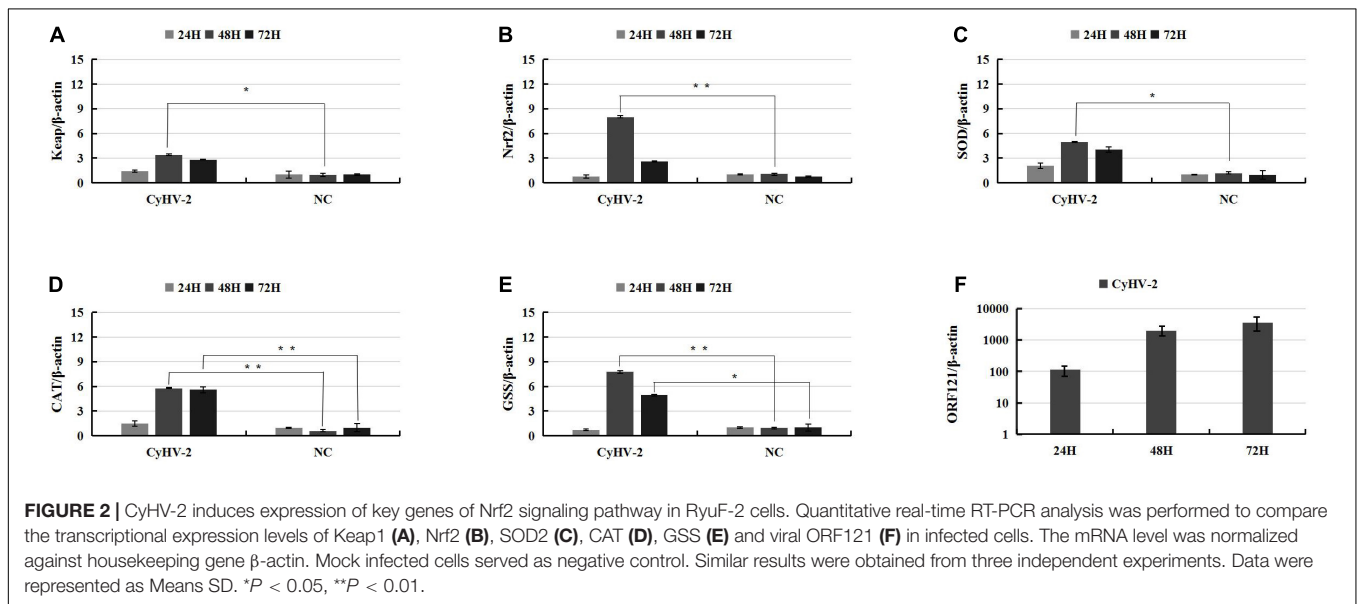 A
■ 24H ■ 48H ■ 72H
Keap/β-actin
15
12
9
6
3
0
*
CyHV-2 NC
B
■ 24H ■ 48H ■ 72H
Nrf2/β-actin
15
12
9
6
3
0
* *
CyHV-2 NC
C
■ 24H ■ 48H ■ 72H
SOD/β-actin
15
12
9
6
3
0
*
CyHV-2 NC
D
■ 24H ■ 48H ■ 72H
CAT/β-actin
15
12
9
6
3
0
* *
* *
CyHV-2 NC
E
■ 24H ■ 48H ■ 72H
GSS/β-actin
15
12
9
6
3
0
* *
*
CyHV-2 NC
F
■ CyHV-2
ORF121/β-actin
10000
1000
100
10
1
24H 48H 72H
FIGURE 2 | CyHV-2 induces expression of key genes of Nrf2 signaling pathway in RyuF-2 cells. Quantitative real-time RT-PCR analysis was performed to compare
the transcriptional expression levels of Keap1 (A), Nrf2 (B), SOD2 (C), CAT (D), GSS (E) and viral ORF121 (F) in infected cells. The mRNA level was normalized
against housekeeping gene β-actin. Mock infected cells served as negative control. Similar results were obtained from three independent experiments. Data were
represented as Means SD. *P < 0.05, **P < 0.01.